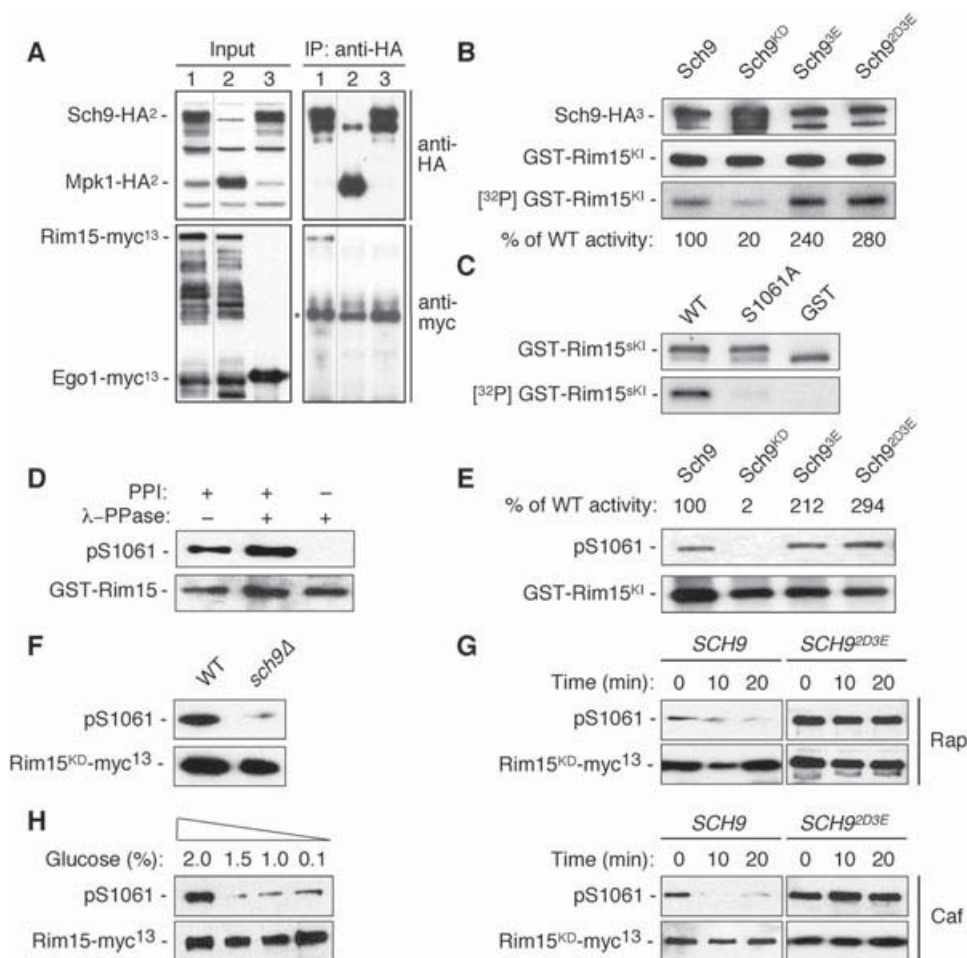 A
Input
IP: anti-HA
1 2 3 1 2 3
Sch9-HA²
Mpk1-HA²
anti-HA
Rim15-myc¹³
Ego1-myc¹³
anti-myc
B
Sch9 Sch9ᴷᴰ Sch9³ᴱ Sch9²ᴰ³ᴱ
Sch9-HA³
GST-Rim15ᴷᴵ
[³²P] GST-Rim15ᴷᴵ
% of WT activity: 100 20 240 280
C
WT S1061A GST
GST-Rim15ˢᴷᴵ
[³²P] GST-Rim15ˢᴷᴵ
D
PPI: + + −
λ−PPase: − + +
pS1061
GST-Rim15
E
Sch9 Sch9ᴷᴰ Sch9³ᴱ Sch9²ᴰ³ᴱ
% of WT activity: 100 2 212 294
pS1061
GST-Rim15ᴷᴵ
F
WT sch9Δ
pS1061
Rim15ᴷᴰ-myc¹³
G
SCH9 SCH9²ᴰ³ᴱ
Time (min): 0 10 20 0 10 20
pS1061
Rim15ᴷᴰ-myc¹³
Rap
SCH9 SCH9²ᴰ³ᴱ
Time (min): 0 10 20 0 10 20
pS1061
Rim15ᴷᴰ-myc¹³
Caf
H
Glucose (%): 2.0 1.5 1.0 0.1
pS1061
Rim15-myc¹³